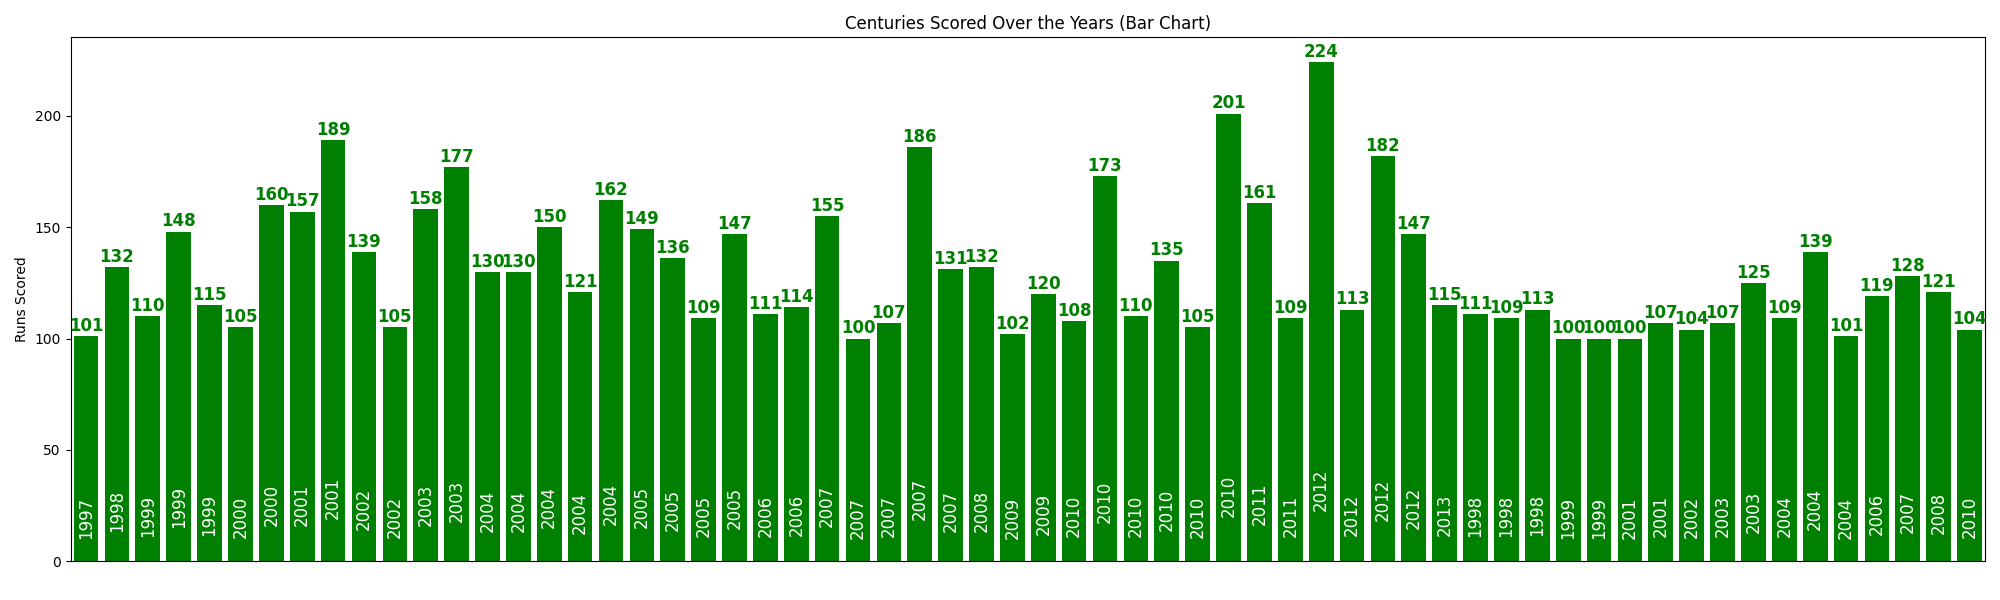 Centuries Scored Over the Years (Bar Chart)
Runs Scored
200
150
100
50
0
101 132 110 148 115 105 160 157 189 139 105 158 177 130 130 150 121 162 149 136 109 147 111 114 155 100 107 186 131 132 102 120 108 173 110 135 105 201 161 109 224 113 182 147 115 111 109 113 100 100 100 107 104 107 125 109 139 101 119 128 121 104
1997 1998 1999 1999 1999 2000 2000 2001 2001 2002 2002 2003 2003 2004 2004 2004 2004 2004 2005 2005 2005 2005 2006 2006 2007 2007 2007 2007 2007 2008 2009 2009 2010 2010 2010 2010 2010 2010 2011 2011 2012 2012 2012 2012 2013 1998 1998 1998 1999 1999 2001 2001 2002 2003 2003 2004 2004 2004 2006 2007 2008 2010